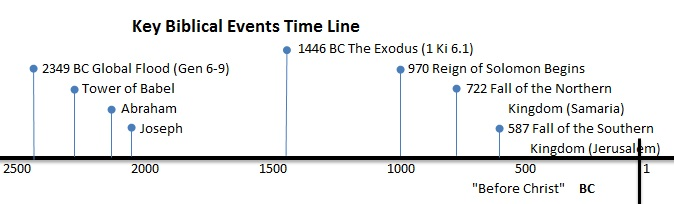 Key Biblical Events Time Line
1446 BC The Exodus (1 Ki 6.1)
2349 BC Global Flood (Gen 6-9)
970 Reign of Solomon Begins
Tower of Babel
722 Fall of the Northern
Kingdom (Samaria)
Abraham
Joseph
587 Fall of the Southern
Kingdom (Jerusalem)
2500 2000 1500 1000 500 1
"Before Christ" BC